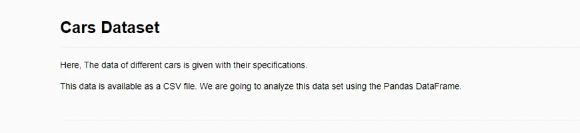 Cars Dataset
Here, The data of different cars is given with their specifications.
This data is available as a CSV file. We are going to analyze this data set using the Pandas DataFrame.